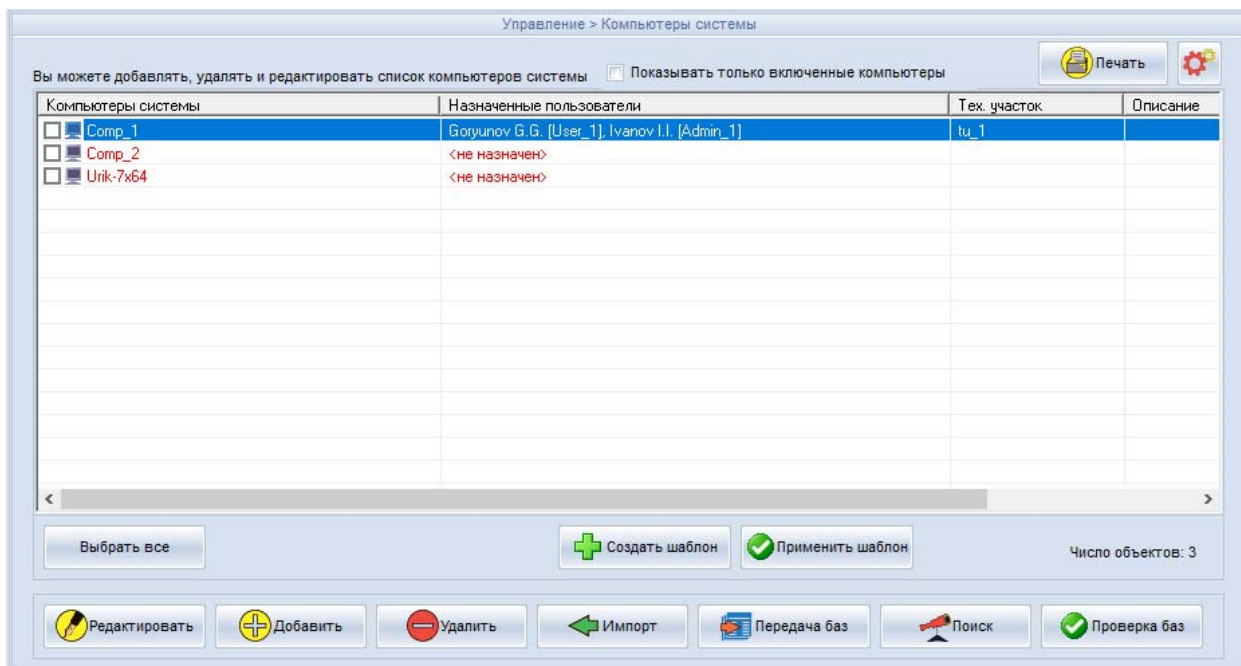 Управление > Компьютеры системы
Печать
Вы можете добавлять, удалять и редактировать список компьютеров системы Показывать только включенные компьютеры
Компьютеры системы Назначенные пользователи Тех. участок Описание
Comp_1 Goryunov G.G. [User_1], Ivanov I.I. [Admin_1] tu_1
Comp_2 <не назначен>
Urik-7x64 <не назначен>
Выбрать все Создать шаблон Применить шаблон Число объектов: 3
Редактировать Добавить Удалить Импорт Передача баз Поиск Проверка баз